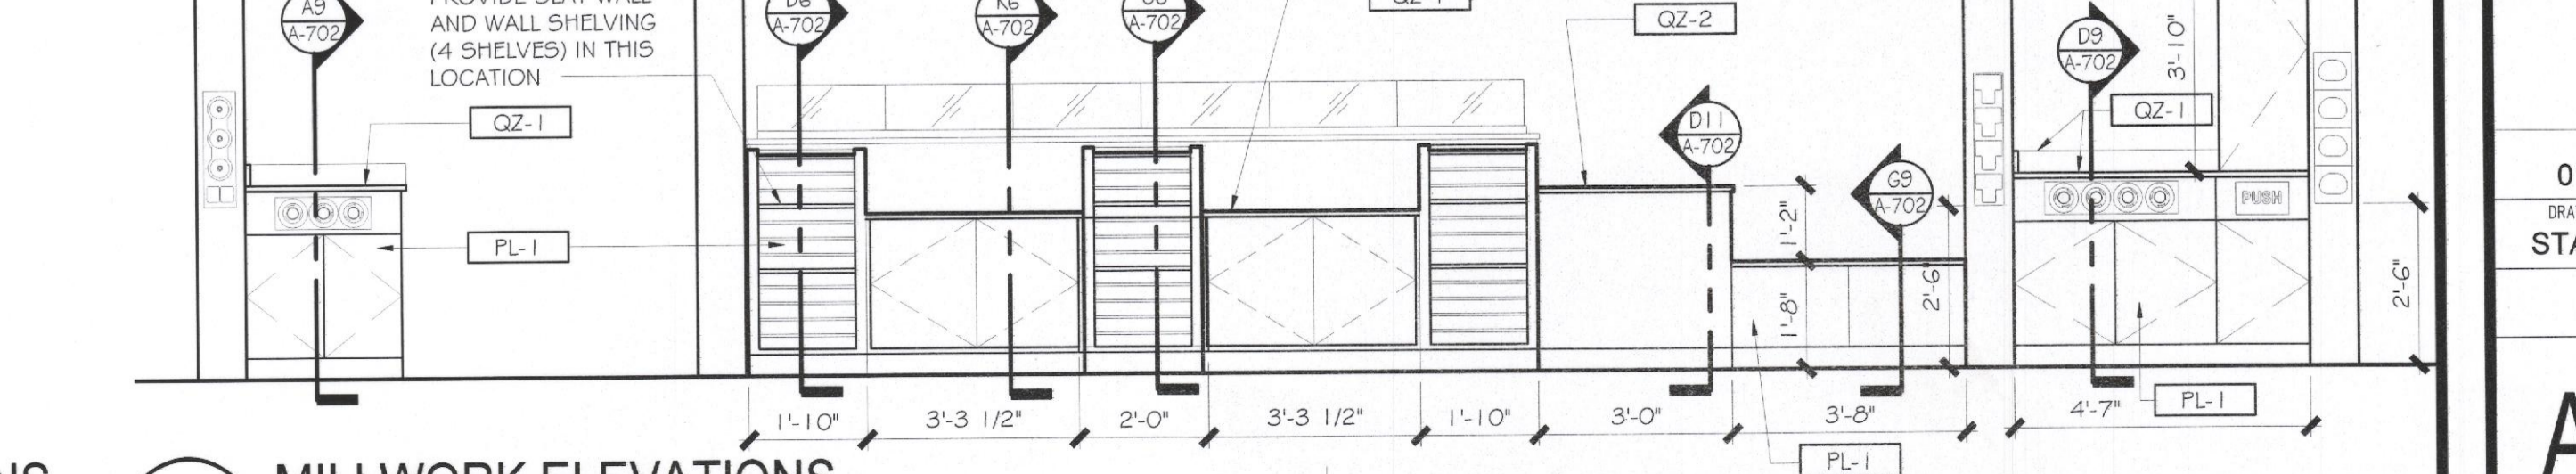 A9
A-702
AND WALL SHELVING
(4 SHELVES) IN THIS
LOCATION
QZ-1
PL-1
A-702
K6
A-702
A-702
QZ-2
D11
A-702
G9
A-702
D9
A-702
3'-10"
QZ-1
PUSH
1'-2"
1'-8"
2'-6"
2'-6"
1'-10"
3'-3 1/2"
2'-0"
3'-3 1/2"
1'-10"
3'-0"
3'-8"
4'-7"
PL-1
PL-1
MILLWORK ELEVATIONS